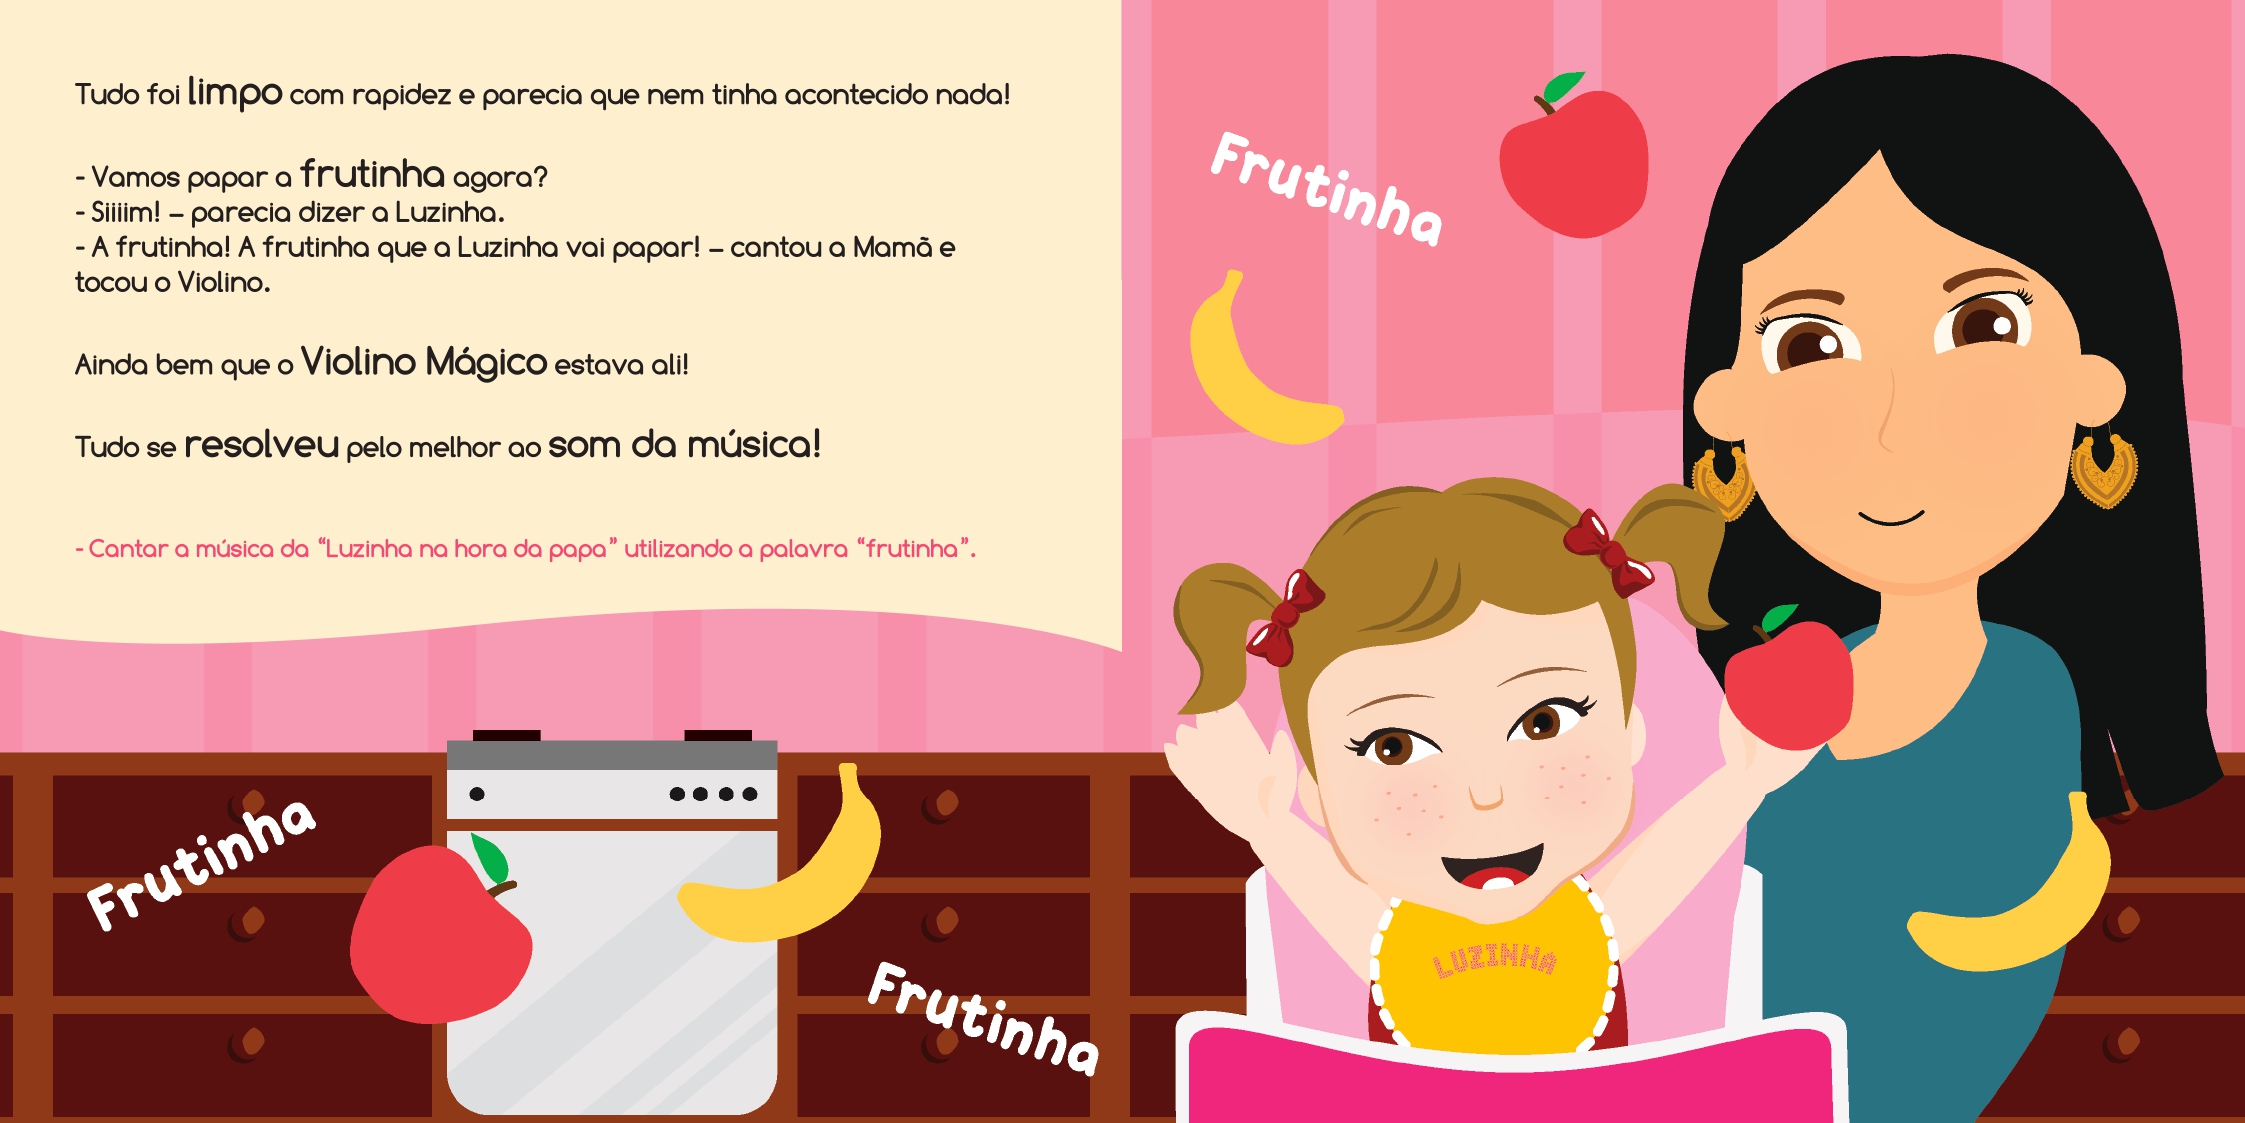 Tudo foi limpo com rapidez e parecia que nem tinha acontecido nada!
- Vamos papar a frutinha agora?
- Siiiim! – parecia dizer a Luzinha.
- A frutinha! A frutinha que a Luzinha vai papar! – cantou a Mamã e
tocou o Violino.
Ainda bem que o Violino Mágico estava ali!
Tudo se resolveu pelo melhor ao som da música!
- Cantar a música da “Luzinha na hora da papa” utilizando a palavra “frutinha”.
Frutinha
Frutinha
Frutinha
LUZINHA